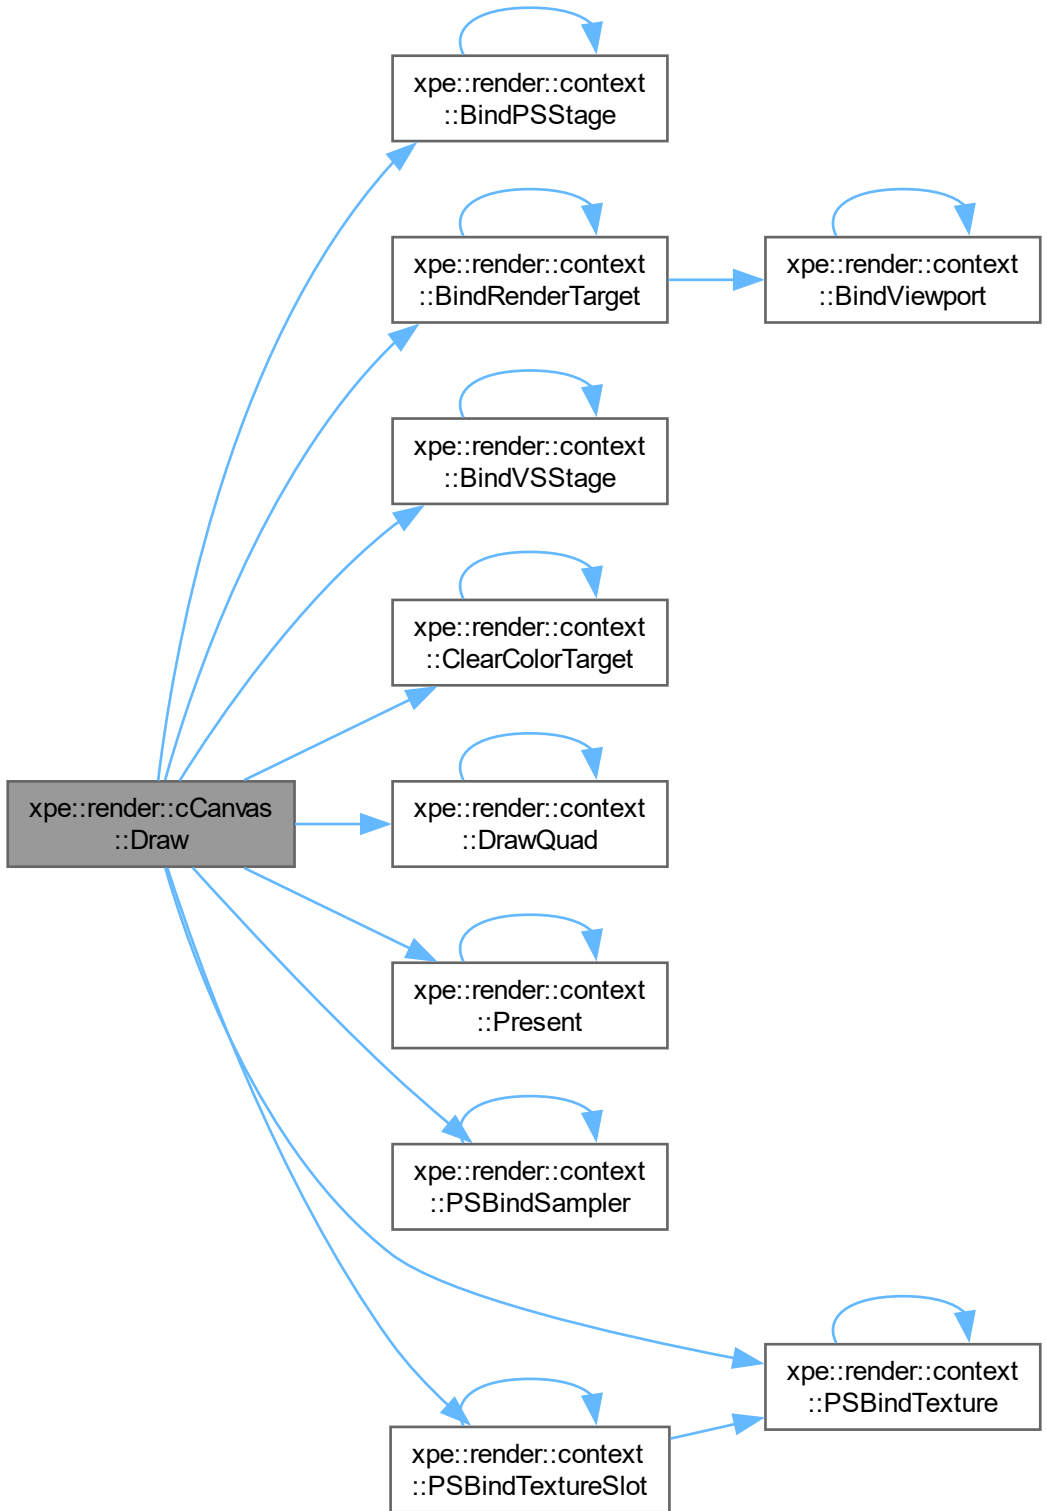 xpe::render::context
::BindPSStage
xpe::render::context
::BindRenderTarget
xpe::render::context
::BindViewport
xpe::render::context
::BindVSStage
xpe::render::context
::ClearColorTarget
xpe::render::cCanvas
::Draw
xpe::render::context
::DrawQuad
xpe::render::context
::Present
xpe::render::context
::PSBindSampler
xpe::render::context
::PSBindTexture
xpe::render::context
::PSBindTextureSlot